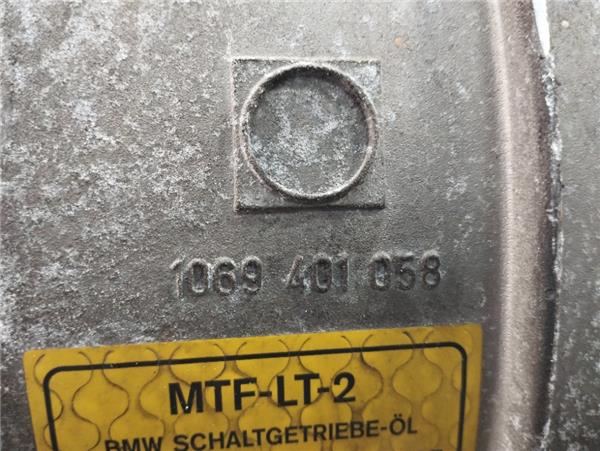 1069 401 058
MTF-LT-2
BMW SCHALTGETRIEBE-ÖL